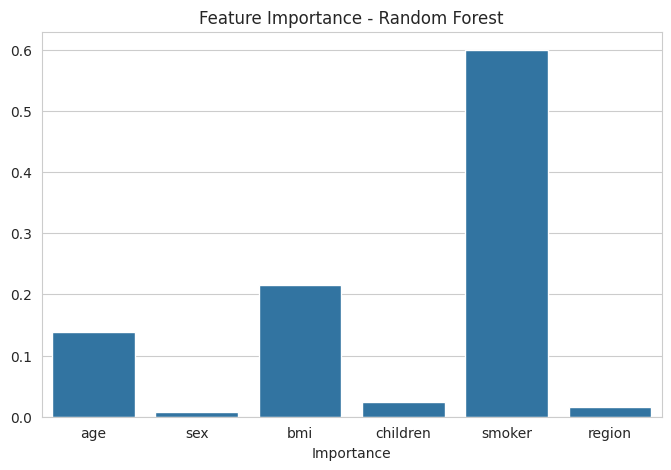 Feature Importance - Random Forest
0.6
0.5
0.4
0.3
0.2
0.1
0.0
age sex bmi children smoker region
Importance